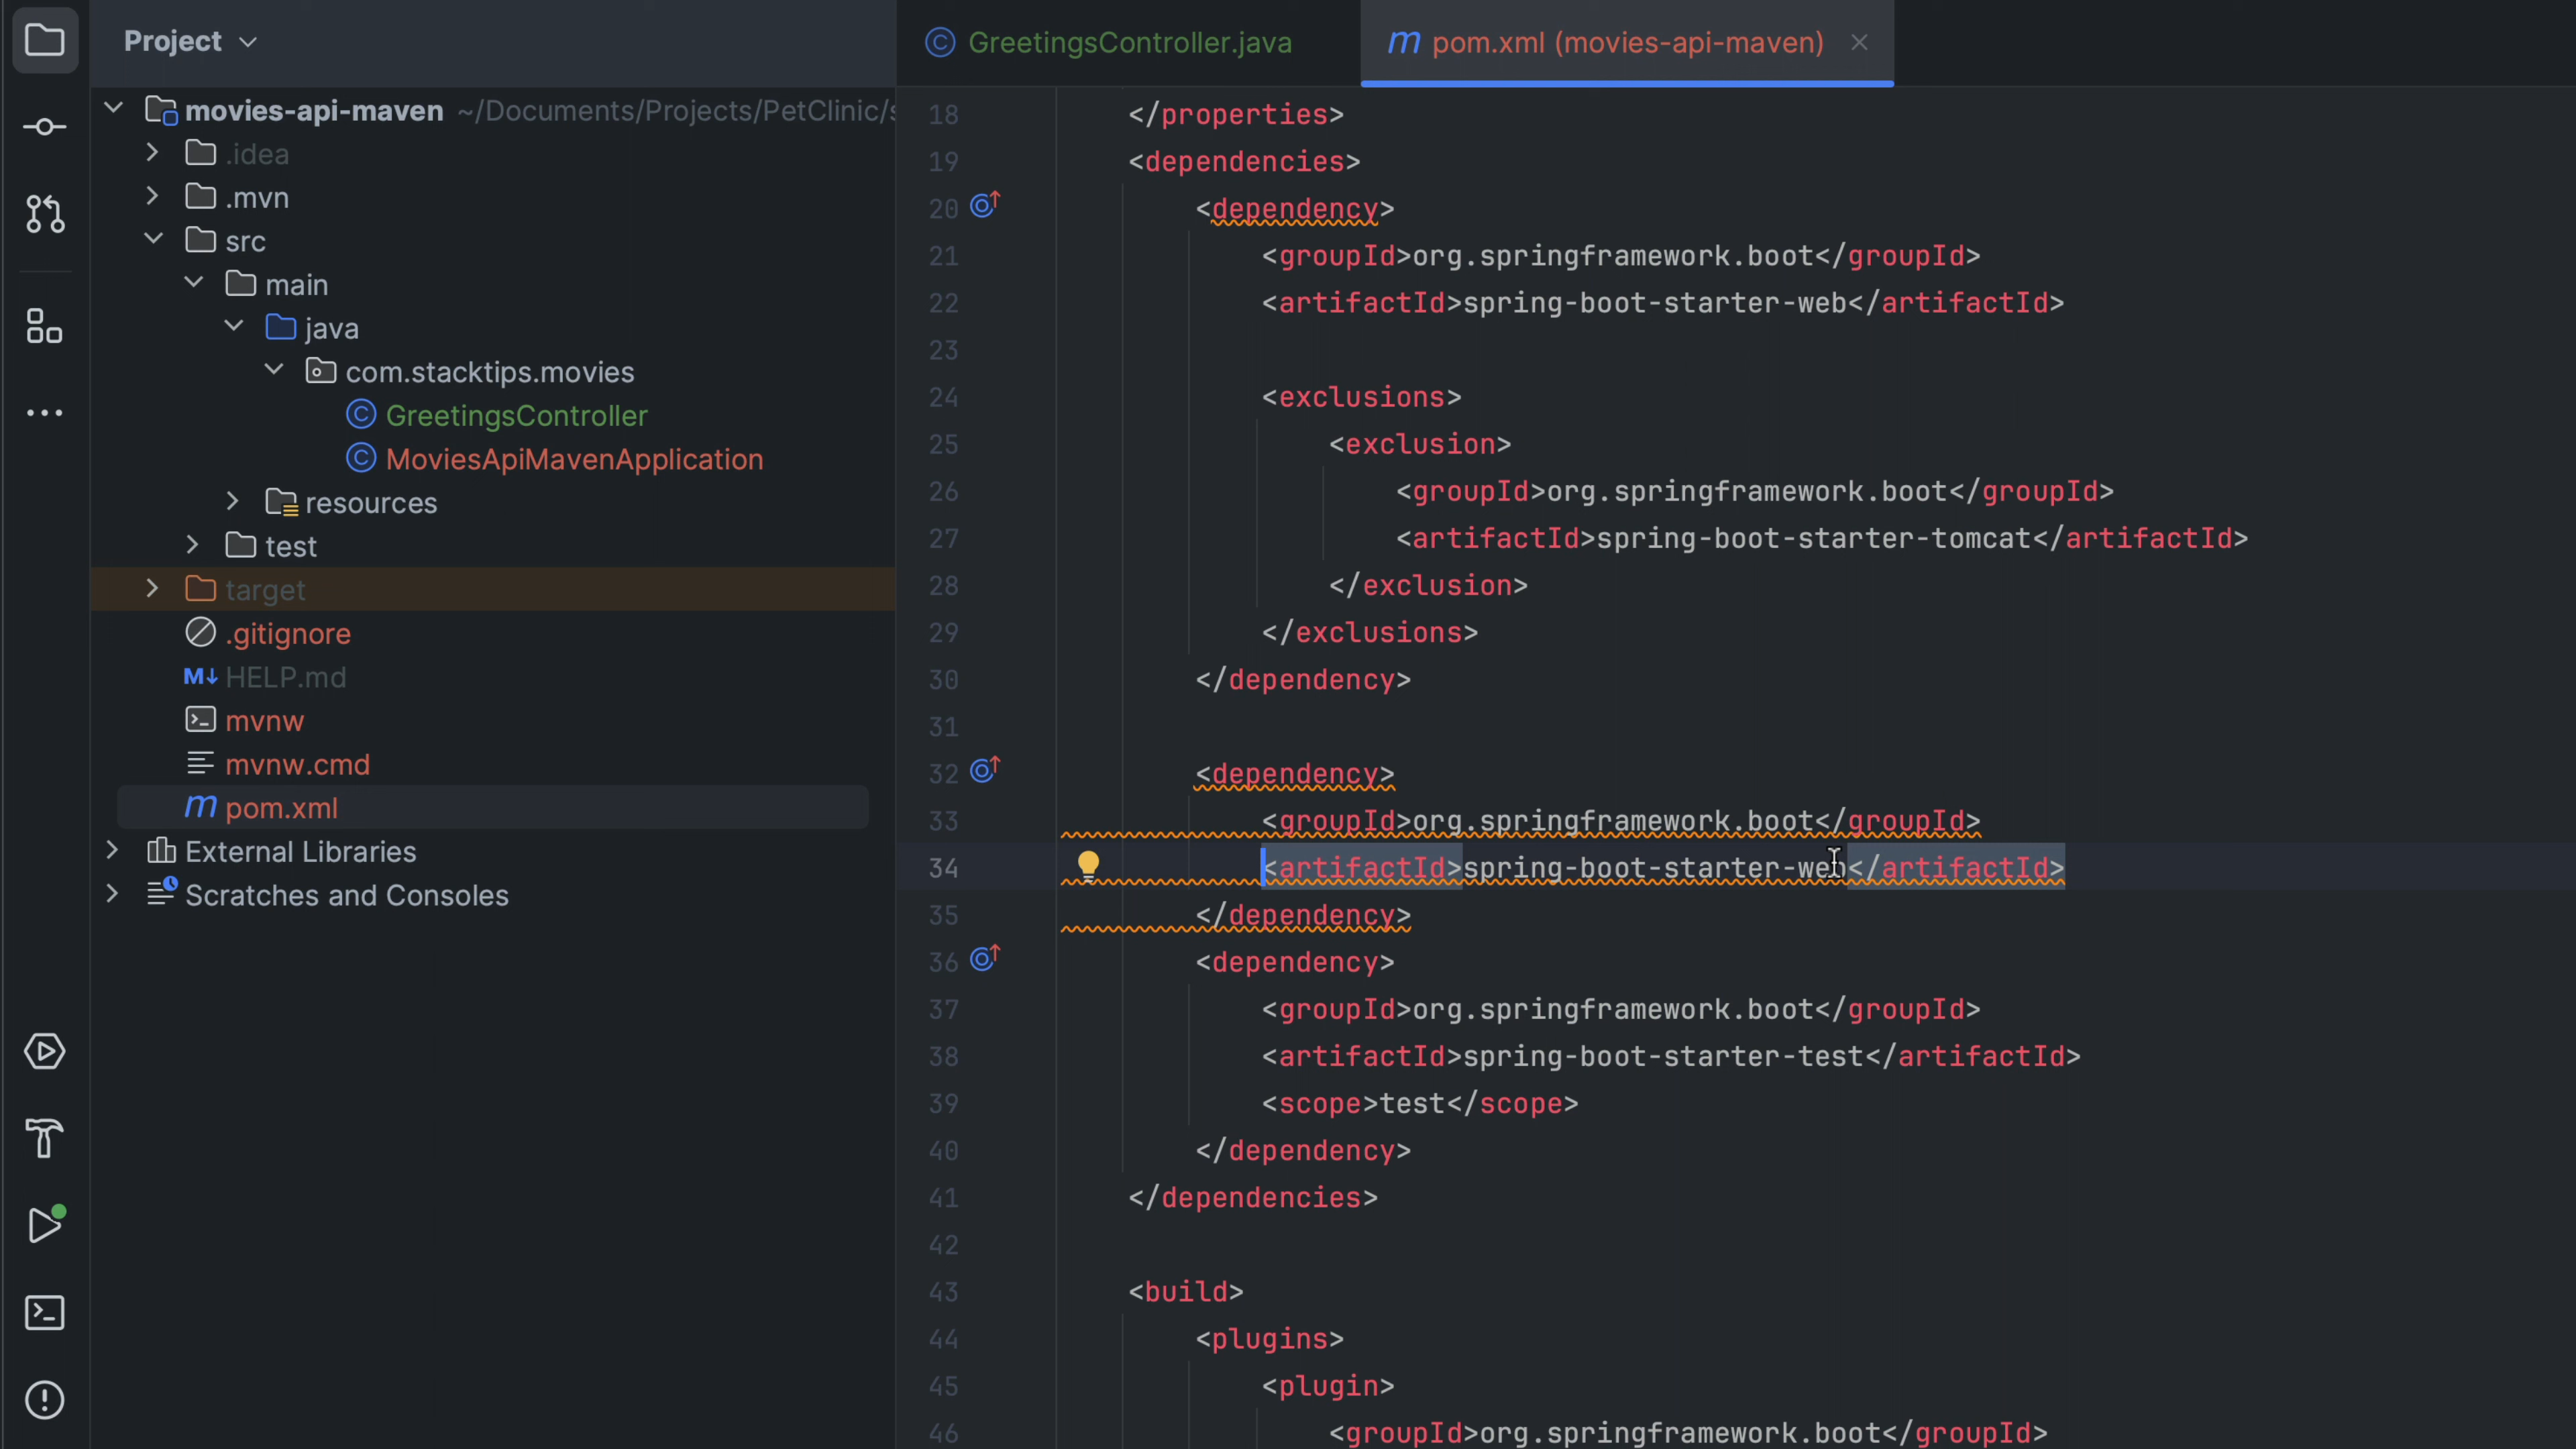 Project
movies-api-maven ~/Documents/Projects/PetClinic/s
.idea
.mvn
src
main
java
com.stacktips.movies
GreetingsController
MoviesApiMavenApplication
resources
test
target
.gitignore
HELP.md
mvnw
mvnw.cmd
pom.xml
External Libraries
Scratches and Consoles
GreetingsController.java
pom.xml (movies-api-maven)
18 </properties>
19 <dependencies>
20 <dependency>
21 <groupId>org.springframework.boot</groupId>
22 <artifactId>spring-boot-starter-web</artifactId>
23
24 <exclusions>
25 <exclusion>
26 <groupId>org.springframework.boot</groupId>
27 <artifactId>spring-boot-starter-tomcat</artifactId>
28 </exclusion>
29 </exclusions>
30 </dependency>
31
32 <dependency>
33 <groupId>org.springframework.boot</groupId>
34 <artifactId>spring-boot-starter-web</artifactId>
35 </dependency>
36 <dependency>
37 <groupId>org.springframework.boot</groupId>
38 <artifactId>spring-boot-starter-test</artifactId>
39 <scope>test</scope>
40 </dependency>
41 </dependencies>
42
43 <build>
44 <plugins>
45 <plugin>
46 <groupId>org.springframework.boot</groupId>